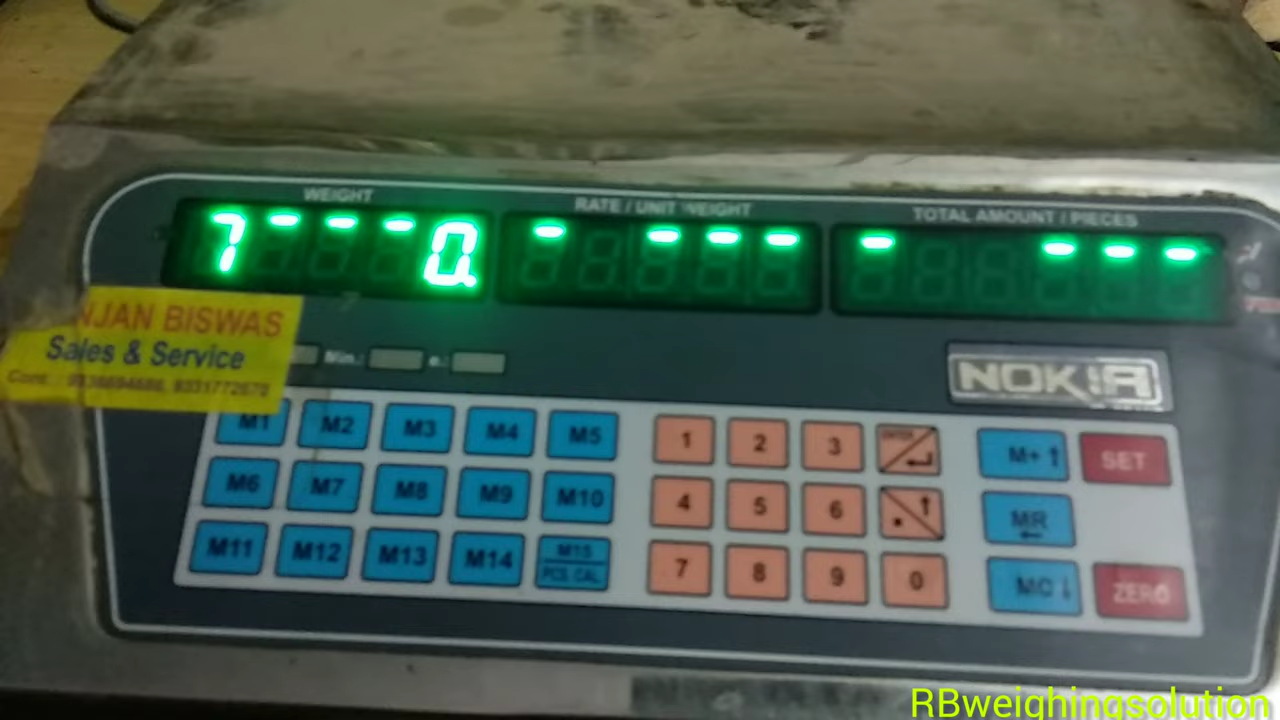 WEIGHT
RATE / UNIT WEIGHT
TOTAL AMOUNT / PIECES
7 ‾ ‾ ‾ 0.
NJAN BISWAS
Sales & Service
Min.:
e.:
NOKIA
M1 M2 M3 M4 M5
1 2 3
M+↑ SET
M6 M7 M8 M9 M10
4 5 6 . ↑
MR ←
M11 M12 M13 M14 M15 PCS. CAL.
7 8 9 0
MC↓ ZERO
RBweighingsolution